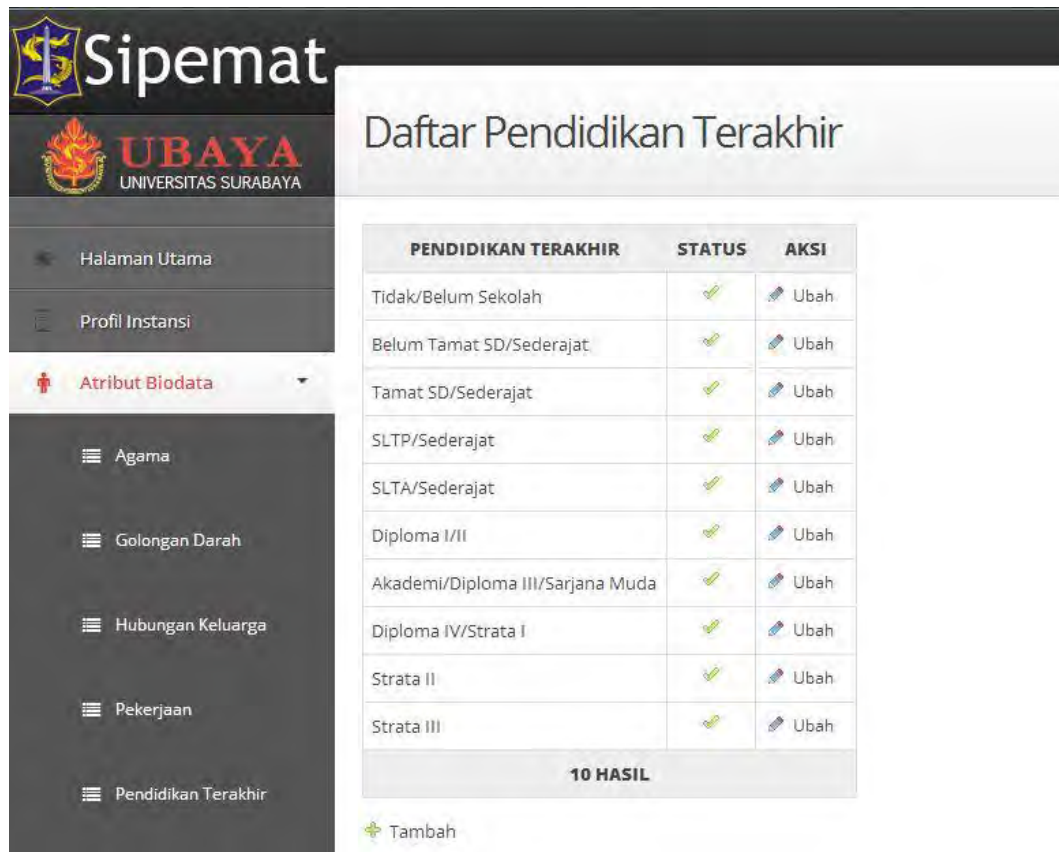 Sipemat
UBAYA
UNIVERSITAS SURABAYA
Halaman Utama
Profil Instansi
Atribut Biodata
Agama
Golongan Darah
Hubungan Keluarga
Pekerjaan
Pendidikan Terakhir
Daftar Pendidikan Terakhir
PENDIDIKAN TERAKHIR STATUS AKSI
Tidak/Belum Sekolah Ubah
Belum Tamat SD/Sederajat Ubah
Tamat SD/Sederajat Ubah
SLTP/Sederajat Ubah
SLTA/Sederajat Ubah
Diploma I/II Ubah
Akademi/Diploma III/Sarjana Muda Ubah
Diploma IV/Strata I Ubah
Strata II Ubah
Strata III Ubah
10 HASIL
Tambah